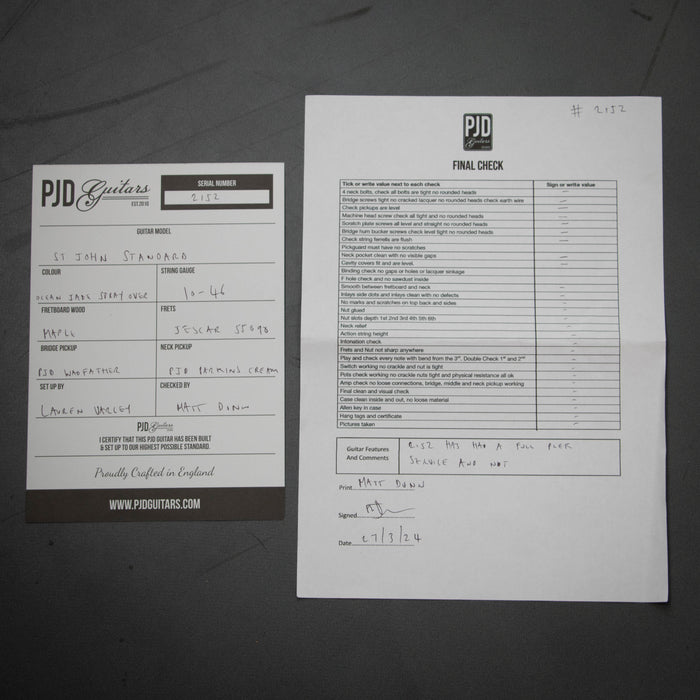 PJD Guitars
EST.2010
SERIAL NUMBER
2152
GUITAR MODEL
ST JOHN STANDARD
COLOUR
OCEAN JADE SPRAY OVER
STRING GAUGE
10-46
FRETBOARD WOOD
MAPLE
FRETS
JESCAR 55090
BRIDGE PICKUP
PJD WADFATHER
NECK PICKUP
PJD PARKINS CREAM
SET UP BY
LAUREN VARLEY
CHECKED BY
MATT DUNN
PJD Guitars
I CERTIFY THAT THIS PJD GUITAR HAS BEEN BUILT
& SET UP TO OUR HIGHEST POSSIBLE STANDARD.
Proudly Crafted in England
WWW.PJDGUITARS.COM
# 2152
PJD
Guitars
FINAL CHECK
Tick or write value next to each check Sign or write value
4 neck bolts, check all bolts are tight no rounded heads
Bridge screws tight no cracked lacquer no rounded heads check earth wire
Check pickups are level
Machine head screw check all tight and no rounded heads
Scratch plate screws all level and straight no rounded heads
Bridge hum bucker screws check level tight no rounded heads
Check string ferrells are flush
Pickguard must have no scratches
Neck pocket clean with no visible gaps
Cavity covers fit and are level.
Binding check no gaps or holes or lacquer sinkage
F hole check and no sawdust inside
Smooth between fretboard and neck
Inlays side dots and inlays clean with no defects
No marks and scratches on top back and sides
Nut glued
Nut slots depth 1st 2nd 3rd 4th 5th 6th
Neck relief
Action string height
Intonation check
Frets and Nut not sharp anywhere
Play and check every note with bend from the 3rd. Double Check 1st and 2nd
Switch working no crackle and nut is tight
Pots check working no crackle nuts tight and physical resistance all ok
Amp check no loose connections, bridge, middle and neck pickup working
Final clean and visual check
Case clean inside and out, no loose material
Allen key in case
Hang tags and certificate
Pictures taken
Guitar Features
And Comments
2152 HAS HAD A FULL PLEK
SERVICE AND NUT
Print MATT DUNN
Signed
Date 27/3/24